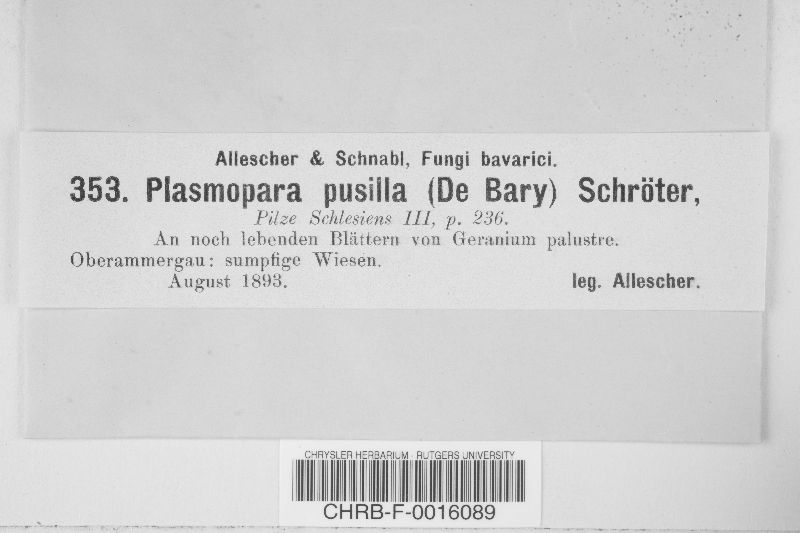 Allescher & Schnabl, Fungi bavarici.
353. Plasmopara pusilla (De Bary) Schröter,
Pilze Schlesiens III, p. 236.
An noch lebenden Blättern von Geranium palustre.
Oberammergau: sumpfige Wiesen.
August 1893. leg. Allescher.
CHRYSLER HERBARIUM - RUTGERS UNIVERSITY
CHRB-F-0016089